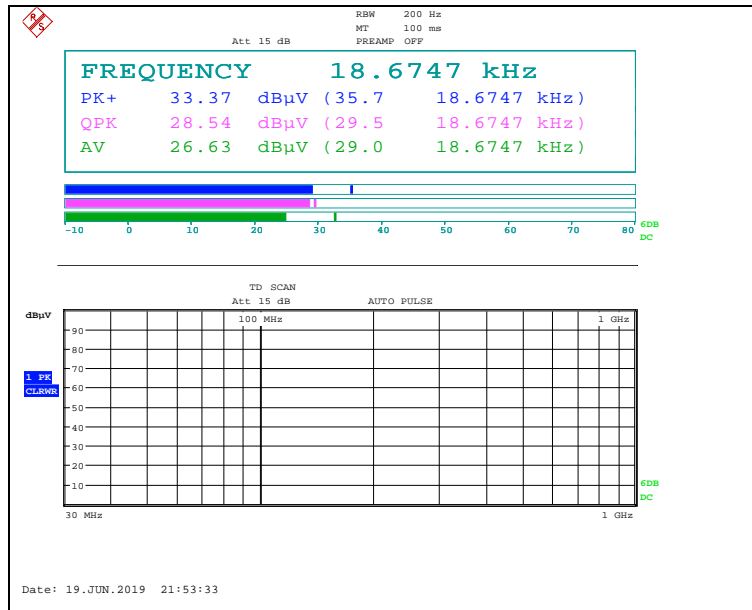 R S
RBW 200 Hz
MT 100 ms
Att 15 dB PREAMP OFF
FREQUENCY 18.6747 kHz
PK+ 33.37 dBµV (35.7 18.6747 kHz)
QPK 28.54 dBµV (29.5 18.6747 kHz)
AV 26.63 dBµV (29.0 18.6747 kHz)
-10 0 10 20 30 40 50 60 70 80
6DB
DC
TD SCAN
Att 15 dB AUTO PULSE
dBµV
100 MHz 1 GHz
90
80
70
1 PK
60
CLRWR
50
40
30
20
10
6DB
DC
30 MHz 1 GHz
Date: 19.JUN.2019 21:53:33